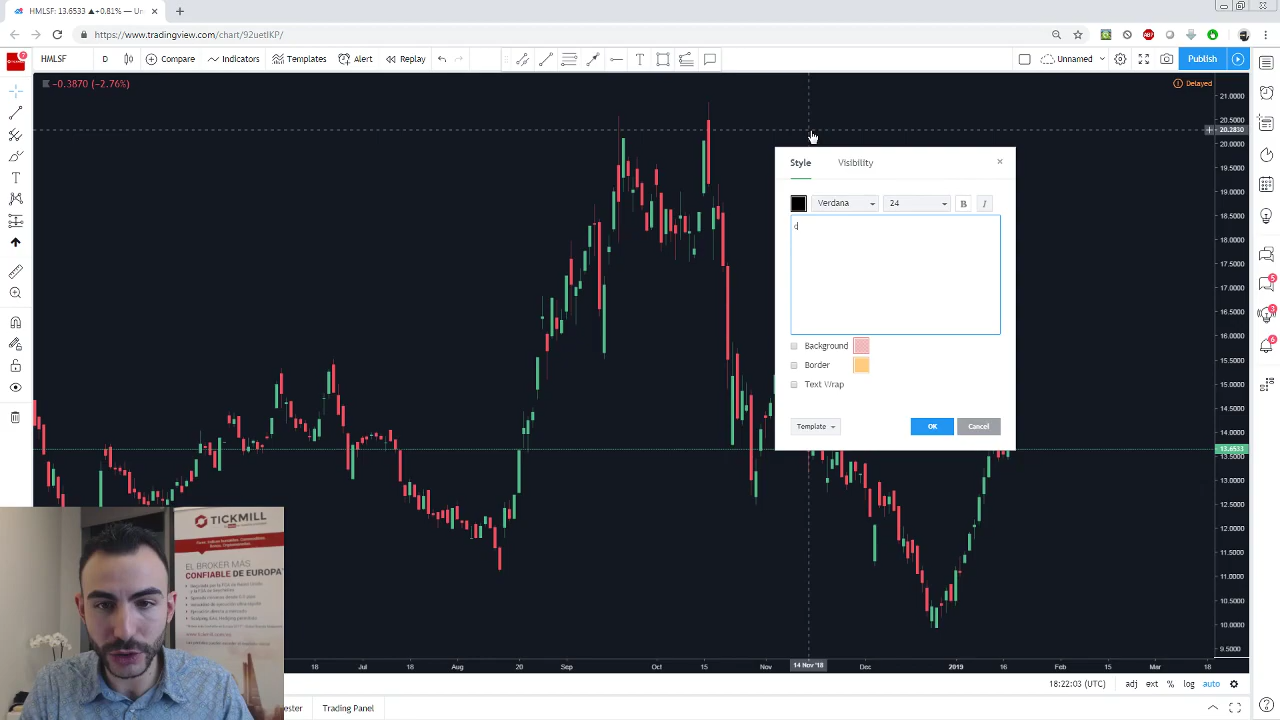 HMLSF: 13.6533 ▲+0.81% — Un
https://www.tradingview.com/chart/92uetIKP/
HMLSF
D
Compare
Indicators
Templates
Alert
Replay
Unnamed
Publish
−0.3870 (−2.76%)
Delayed
21.0000
20.5000
20.2830
20.0000
19.5000
19.0000
18.5000
18.0000
17.5000
17.0000
16.5000
16.0000
15.5000
15.0000
14.5000
14.0000
13.6533
13.5000
13.0000
12.5000
12.0000
11.5000
11.0000
10.5000
10.0000
9.5000
Style
Visibility
Verdana
24
B
I
c
Background
Border
Text Wrap
Template
OK
Cancel
TICKMILL
EL BROKER MÁS
CONFIABLE DE EUROPA
18
Jul
18
Aug
20
Sep
Oct
15
Nov
14 Nov '18
Dec
2019
16
Feb
15
Mar
18
18:22:03 (UTC)
adj
ext
%
log
auto
ester
Trading Panel